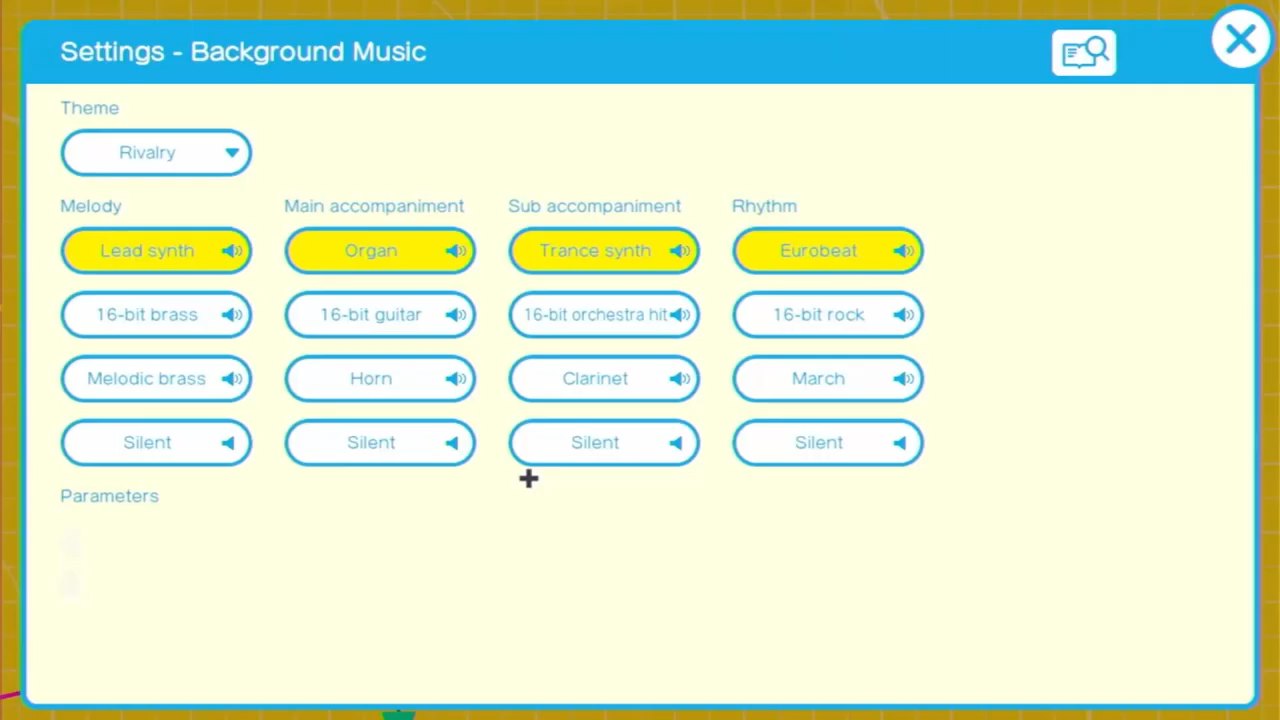 Settings - Background Music
Theme
Rivalry
Melody Main accompaniment Sub accompaniment Rhythm
Lead synth Organ Trance synth Eurobeat
16-bit brass 16-bit guitar 16-bit orchestra hit 16-bit rock
Melodic brass Horn Clarinet March
Silent Silent Silent Silent
Parameters